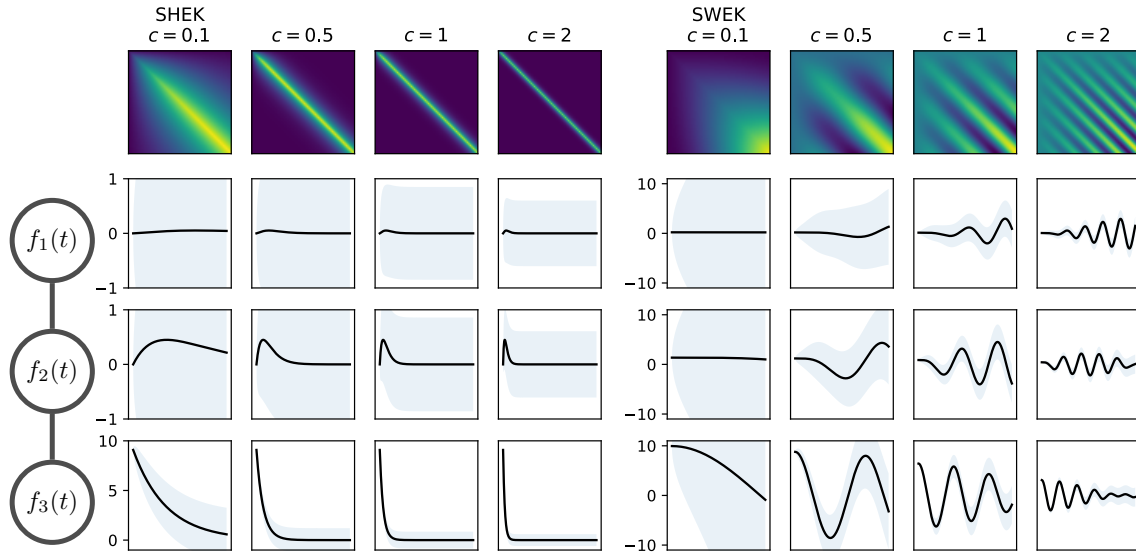 SHEK SWEK
c = 0.1 c = 0.5 c = 1 c = 2 c = 0.1 c = 0.5 c = 1 c = 2
1 10
f₁(t) 0 0
−1 −10
1 10
f₂(t) 0 0
−1 −10
10 10
f₃(t) 5 0
0 −10